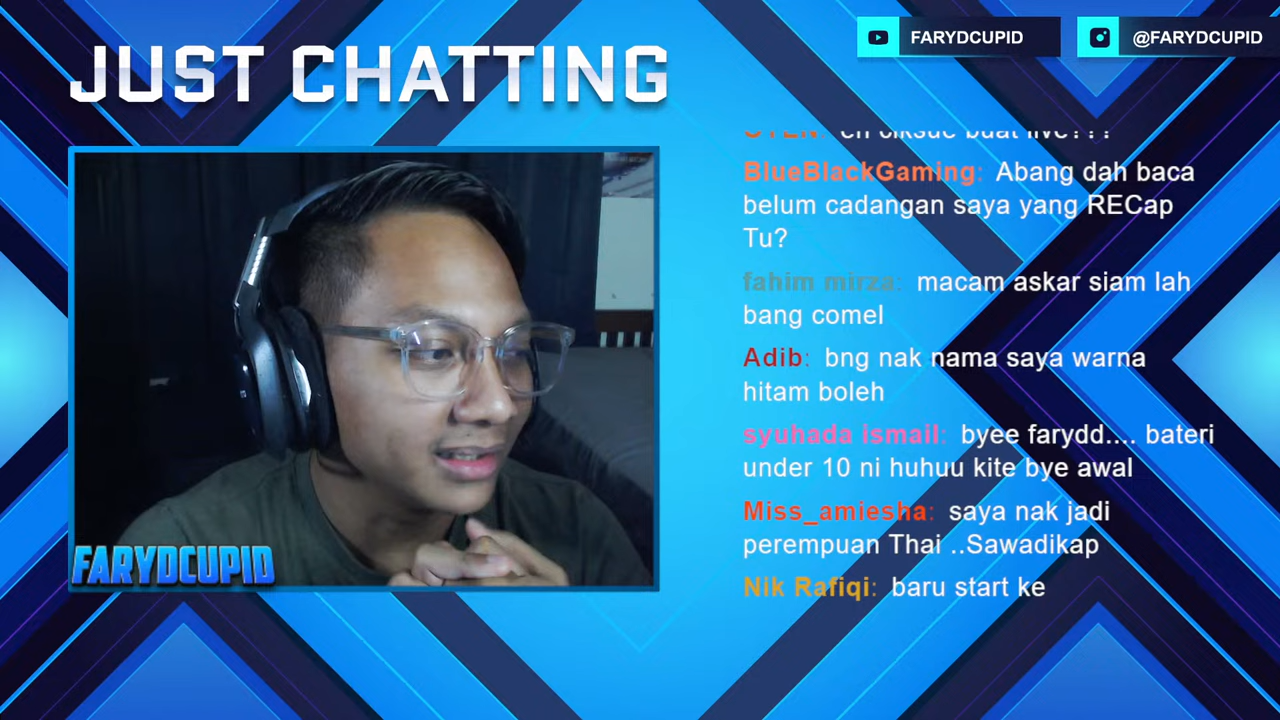 JUST CHATTING
FARYDCUPID
@FARYDCUPID
BlueBlackGaming: Abang dah baca
belum cadangan saya yang RECap
Tu?
fahim mirza: macam askar siam lah
bang comel
Adib: bng nak nama saya warna
hitam boleh
syuhada ismail: byee farydd.... bateri
under 10 ni huhuu kite bye awal
Miss_amiesha: saya nak jadi
perempuan Thai ..Sawadikap
Nik Rafiqi: baru start ke
FARYDCUPID